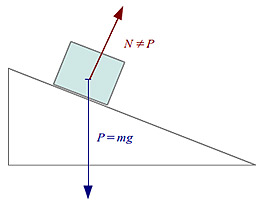 N ≠ P
P = mg